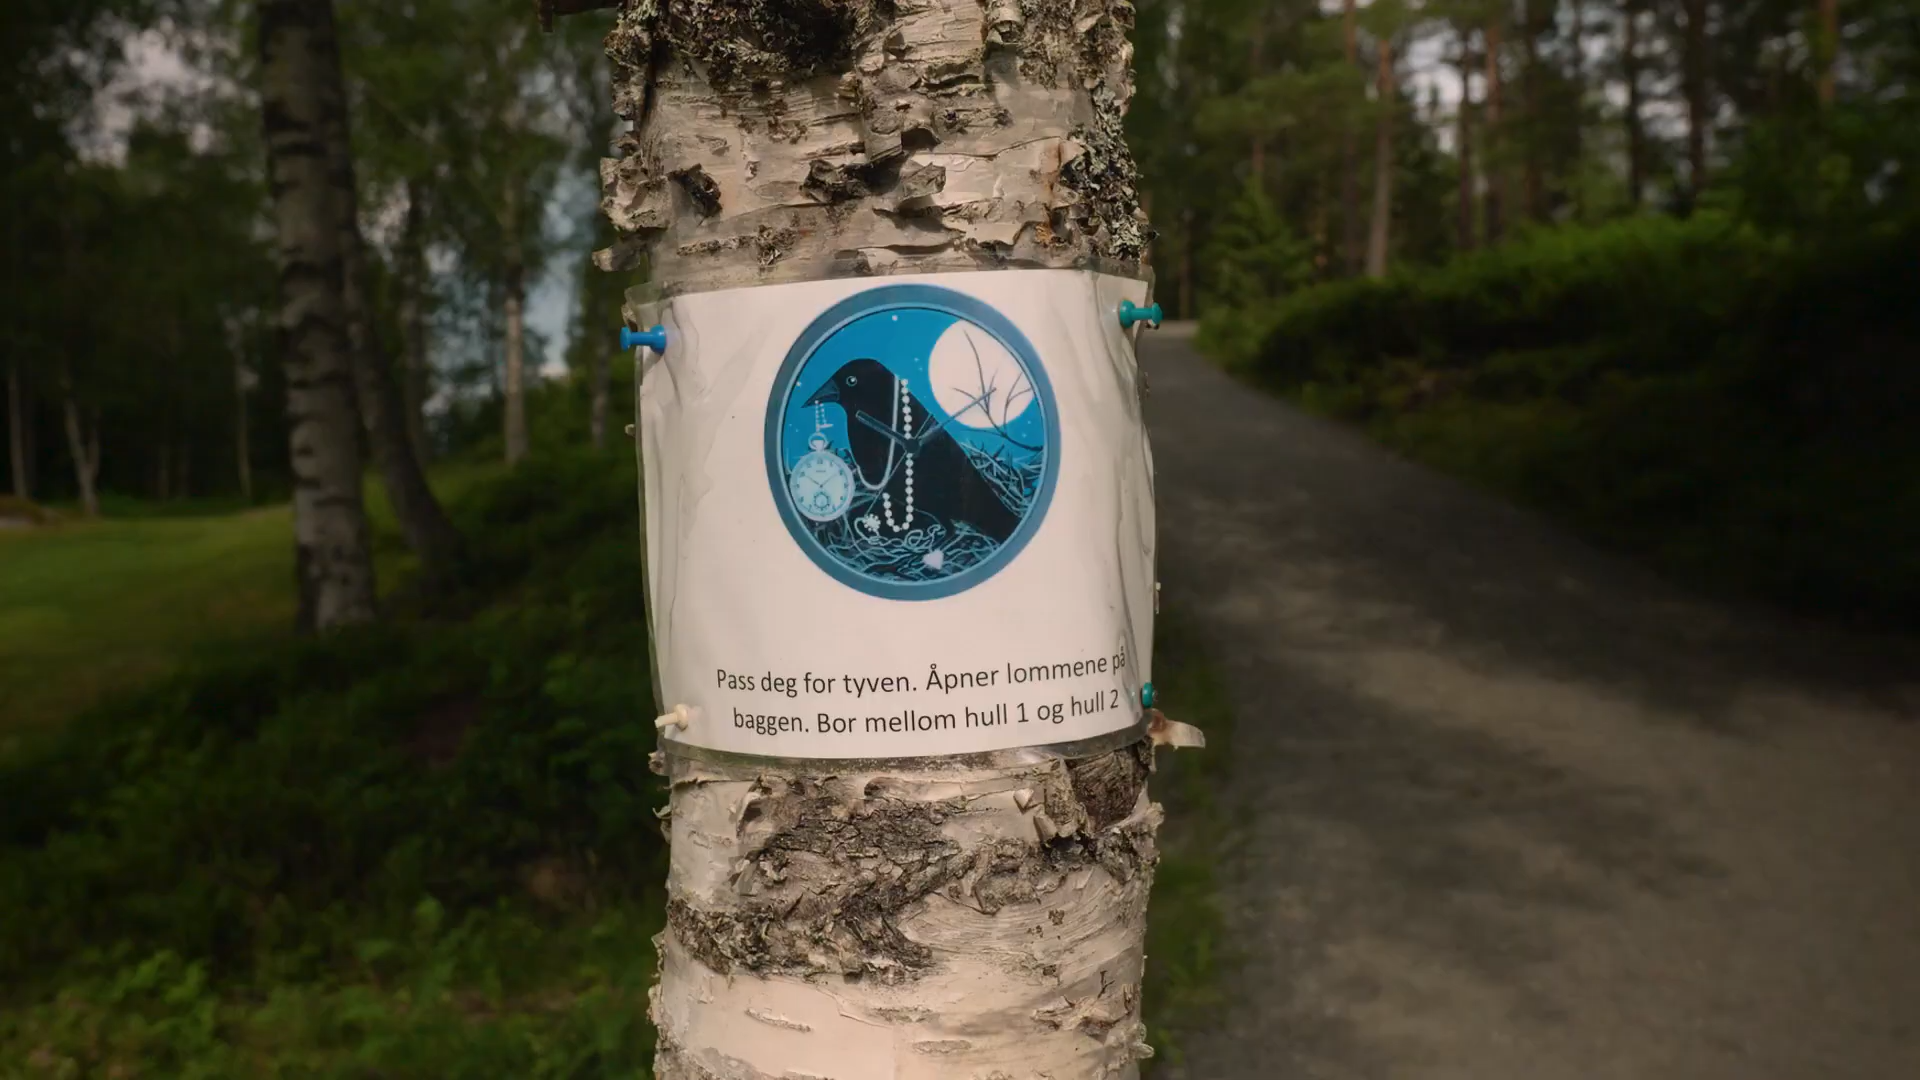 Pass deg for tyven. Åpner lommene på
baggen. Bor mellom hull 1 og hull 2